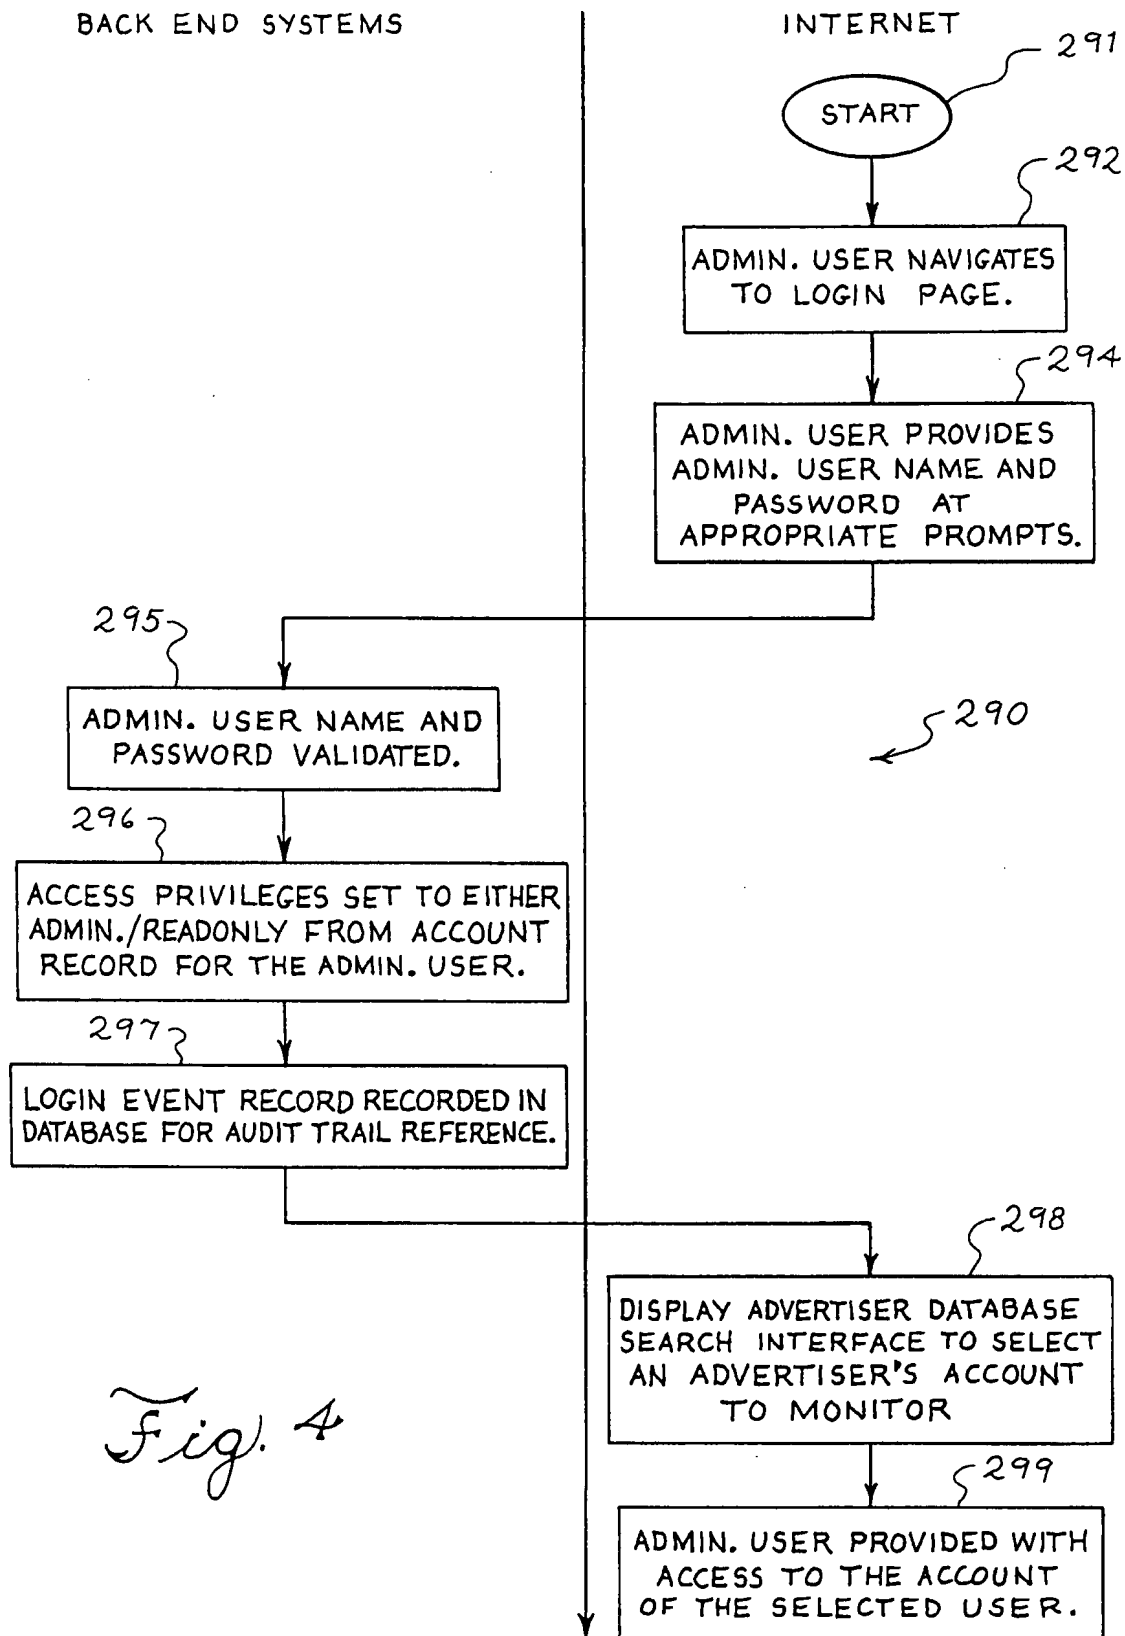 BACK END SYSTEMS
INTERNET
291
START
292
ADMIN. USER NAVIGATES
TO LOGIN PAGE.
294
ADMIN. USER PROVIDES
ADMIN. USER NAME AND
PASSWORD AT
APPROPRIATE PROMPTS.
295
ADMIN. USER NAME AND
PASSWORD VALIDATED.
290
296
ACCESS PRIVILEGES SET TO EITHER
ADMIN./READONLY FROM ACCOUNT
RECORD FOR THE ADMIN. USER.
297
LOGIN EVENT RECORD RECORDED IN
DATABASE FOR AUDIT TRAIL REFERENCE.
298
DISPLAY ADVERTISER DATABASE
SEARCH INTERFACE TO SELECT
AN ADVERTISER'S ACCOUNT
TO MONITOR
Fig. 4
299
ADMIN. USER PROVIDED WITH
ACCESS TO THE ACCOUNT
OF THE SELECTED USER.